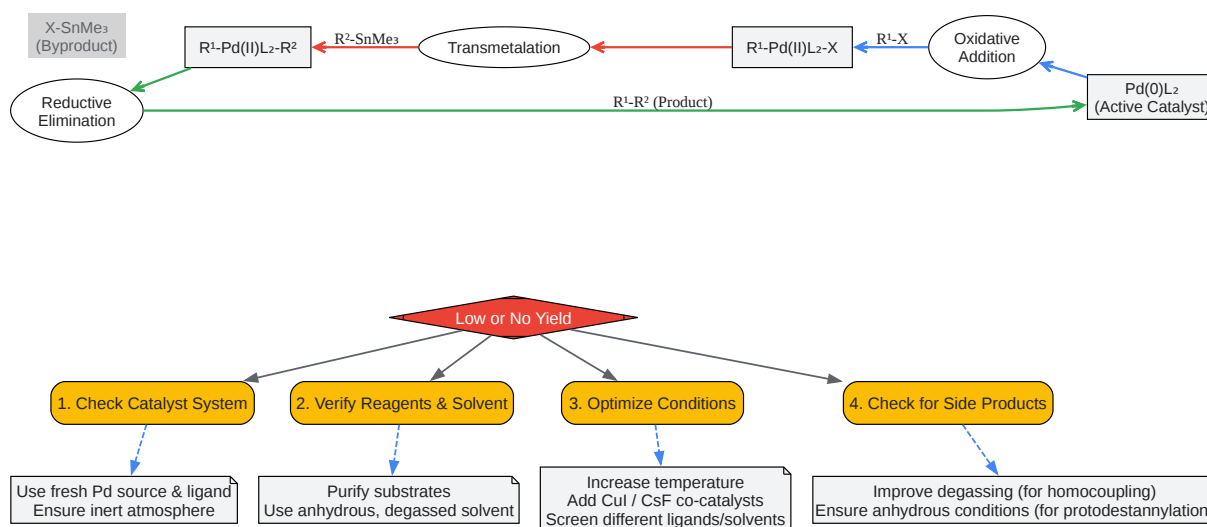 X-SnMe₃
(Byproduct)
R¹-Pd(II)L₂-R²
R²-SnMe₃
Transmetalation
R¹-Pd(II)L₂-X
R¹-X
Oxidative
Addition
Pd(0)L₂
(Active Catalyst)
Reductive
Elimination
R¹-R² (Product)
Low or No Yield
1. Check Catalyst System
2. Verify Reagents & Solvent
3. Optimize Conditions
4. Check for Side Products
Use fresh Pd source & ligand
Ensure inert atmosphere
Purify substrates
Use anhydrous, degassed solvent
Increase temperature
Add CuI / CsF co-catalysts
Screen different ligands/solvents
Improve degassing (for homocoupling)
Ensure anhydrous conditions (for protodestannylation